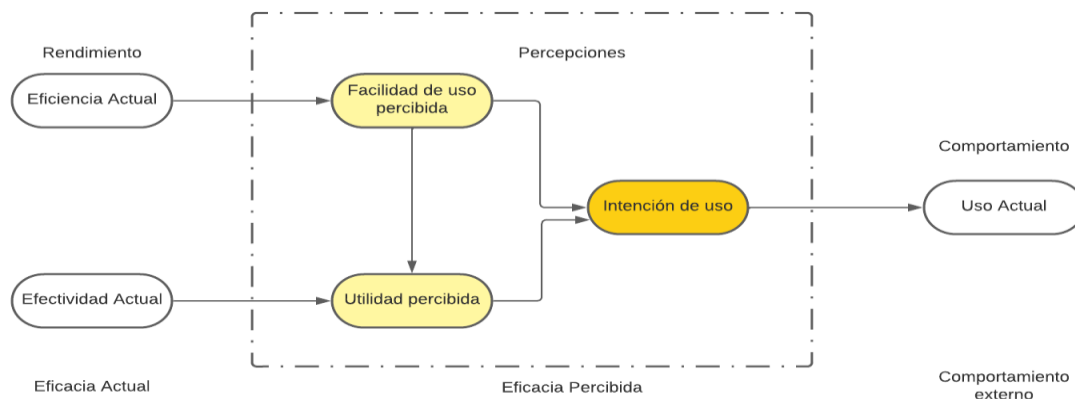 Rendimiento
Percepciones
Eficiencia Actual
Facilidad de uso
percibida
Comportamiento
Intención de uso
Uso Actual
Efectividad Actual
Utilidad percibida
Eficacia Actual
Eficacia Percibida
Comportamiento
externo